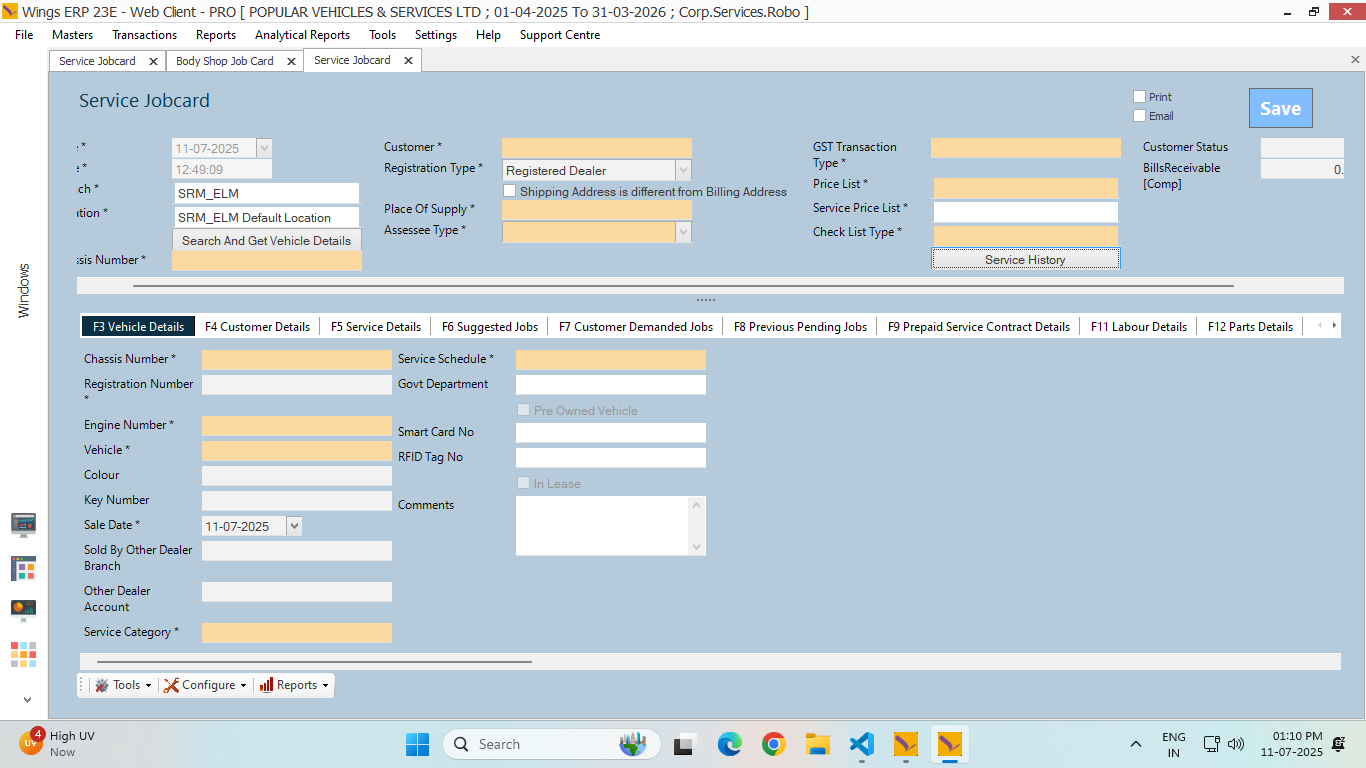 Wings ERP 23E - Web Client - PRO [ POPULAR VEHICLES & SERVICES LTD ; 01-04-2025 To 31-03-2026 ; Corp.Services.Robo ]
File Masters Transactions Reports Analytical Reports Tools Settings Help Support Centre
Service Jobcard Body Shop Job Card Service Jobcard
Service Jobcard
Print
Email
Save
11-07-2025
12:49:09
ch *
SRM_ELM
ation *
SRM_ELM Default Location
Search And Get Vehicle Details
ssis Number *
Customer *
Registration Type *
Registered Dealer
Shipping Address is different from Billing Address
Place Of Supply *
Assessee Type *
GST Transaction
Type *
Price List *
Service Price List *
Check List Type *
Service History
Customer Status
BillsReceivable
[Comp]
0.
Windows
F3 Vehicle Details F4 Customer Details F5 Service Details F6 Suggested Jobs F7 Customer Demanded Jobs F8 Previous Pending Jobs F9 Prepaid Service Contract Details F11 Labour Details F12 Parts Details
Chassis Number *
Registration Number
*
Engine Number *
Vehicle *
Colour
Key Number
Sale Date *
11-07-2025
Sold By Other Dealer
Branch
Other Dealer
Account
Service Category *
Service Schedule *
Govt Department
Pre Owned Vehicle
Smart Card No
RFID Tag No
In Lease
Comments
Tools Configure Reports
4
UV
High UV
Now
Search
ENG
IN
01:10 PM
11-07-2025